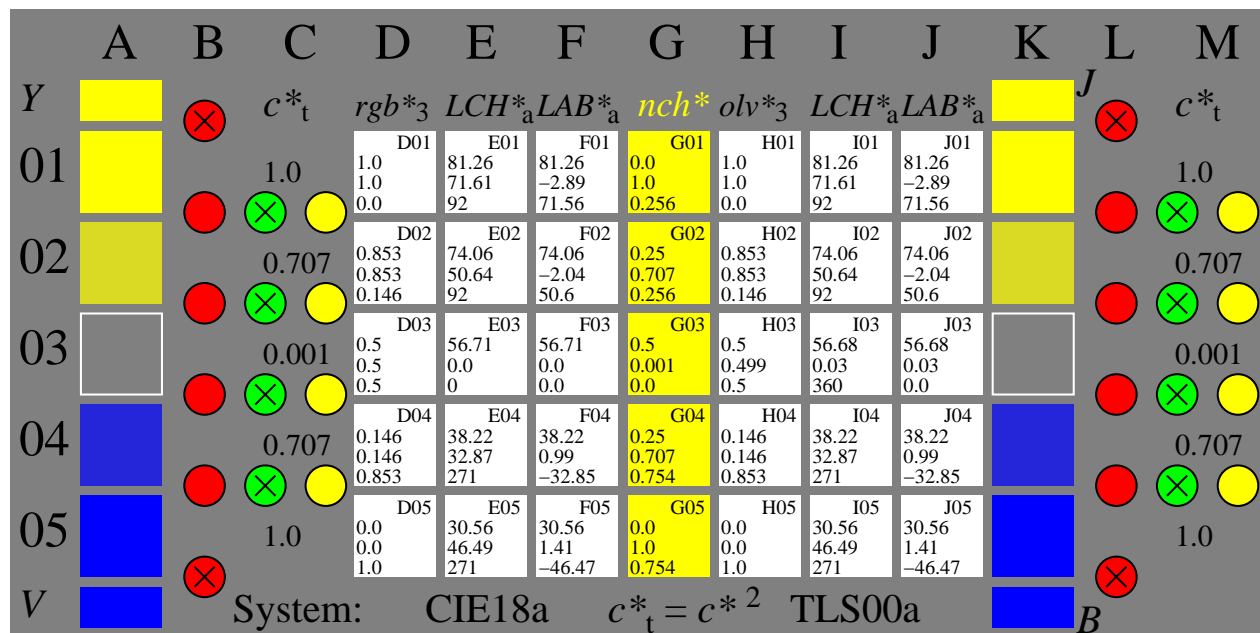 A B C D E F G H I J K L M
Y c*t rgb*3 LCH*a LAB*a nch* olv*3 LCH*a LAB*a J c*t
01 1.0 D01 E01 F01 G01 H01 I01 J01 1.0
1.0 81.26 81.26 0.0 1.0 81.26 81.26
1.0 71.61 −2.89 1.0 1.0 71.61 −2.89
0.0 92 71.56 0.256 0.0 92 71.56
02 0.707 D02 E02 F02 G02 H02 I02 J02 0.707
0.853 74.06 74.06 0.25 0.853 74.06 74.06
0.853 50.64 −2.04 0.707 0.853 50.64 −2.04
0.146 92 50.6 0.256 0.146 92 50.6
03 0.001 D03 E03 F03 G03 H03 I03 J03 0.001
0.5 56.71 56.71 0.5 0.5 56.68 56.68
0.5 0.0 0.0 0.001 0.499 0.03 0.03
0.5 0 0.0 0.0 0.5 360 0.0
04 0.707 D04 E04 F04 G04 H04 I04 J04 0.707
0.146 38.22 38.22 0.25 0.146 38.22 38.22
0.146 32.87 0.99 0.707 0.146 32.87 0.99
0.853 271 −32.85 0.754 0.853 271 −32.85
05 1.0 D05 E05 F05 G05 H05 I05 J05 1.0
0.0 30.56 30.56 0.0 0.0 30.56 30.56
0.0 46.49 1.41 1.0 0.0 46.49 1.41
1.0 271 −46.47 0.754 1.0 271 −46.47
V System: CIE18a c*t = c* 2 TLS00a B